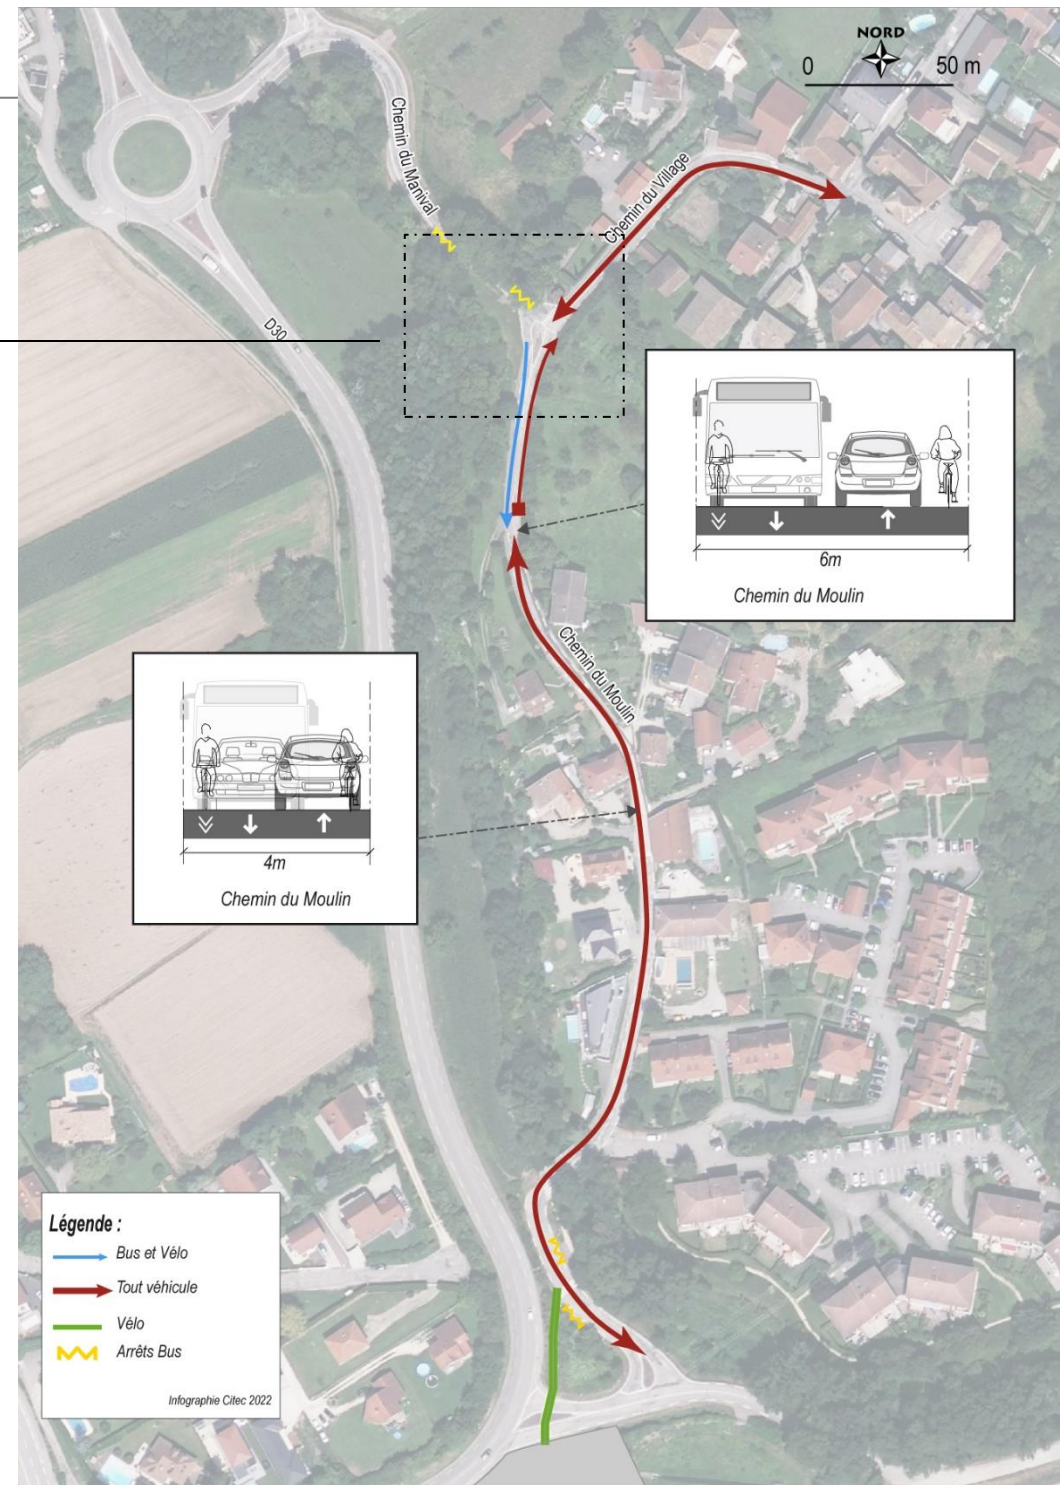 NORD
0 50 m
Chemin du Manival
Chemin du Village
D30
6m
Chemin du Moulin
Chemin du Moulin
4m
Chemin du Moulin
Légende :
Bus et Vélo
Tout véhicule
Vélo
Arrêts Bus
Infographie Citec 2022